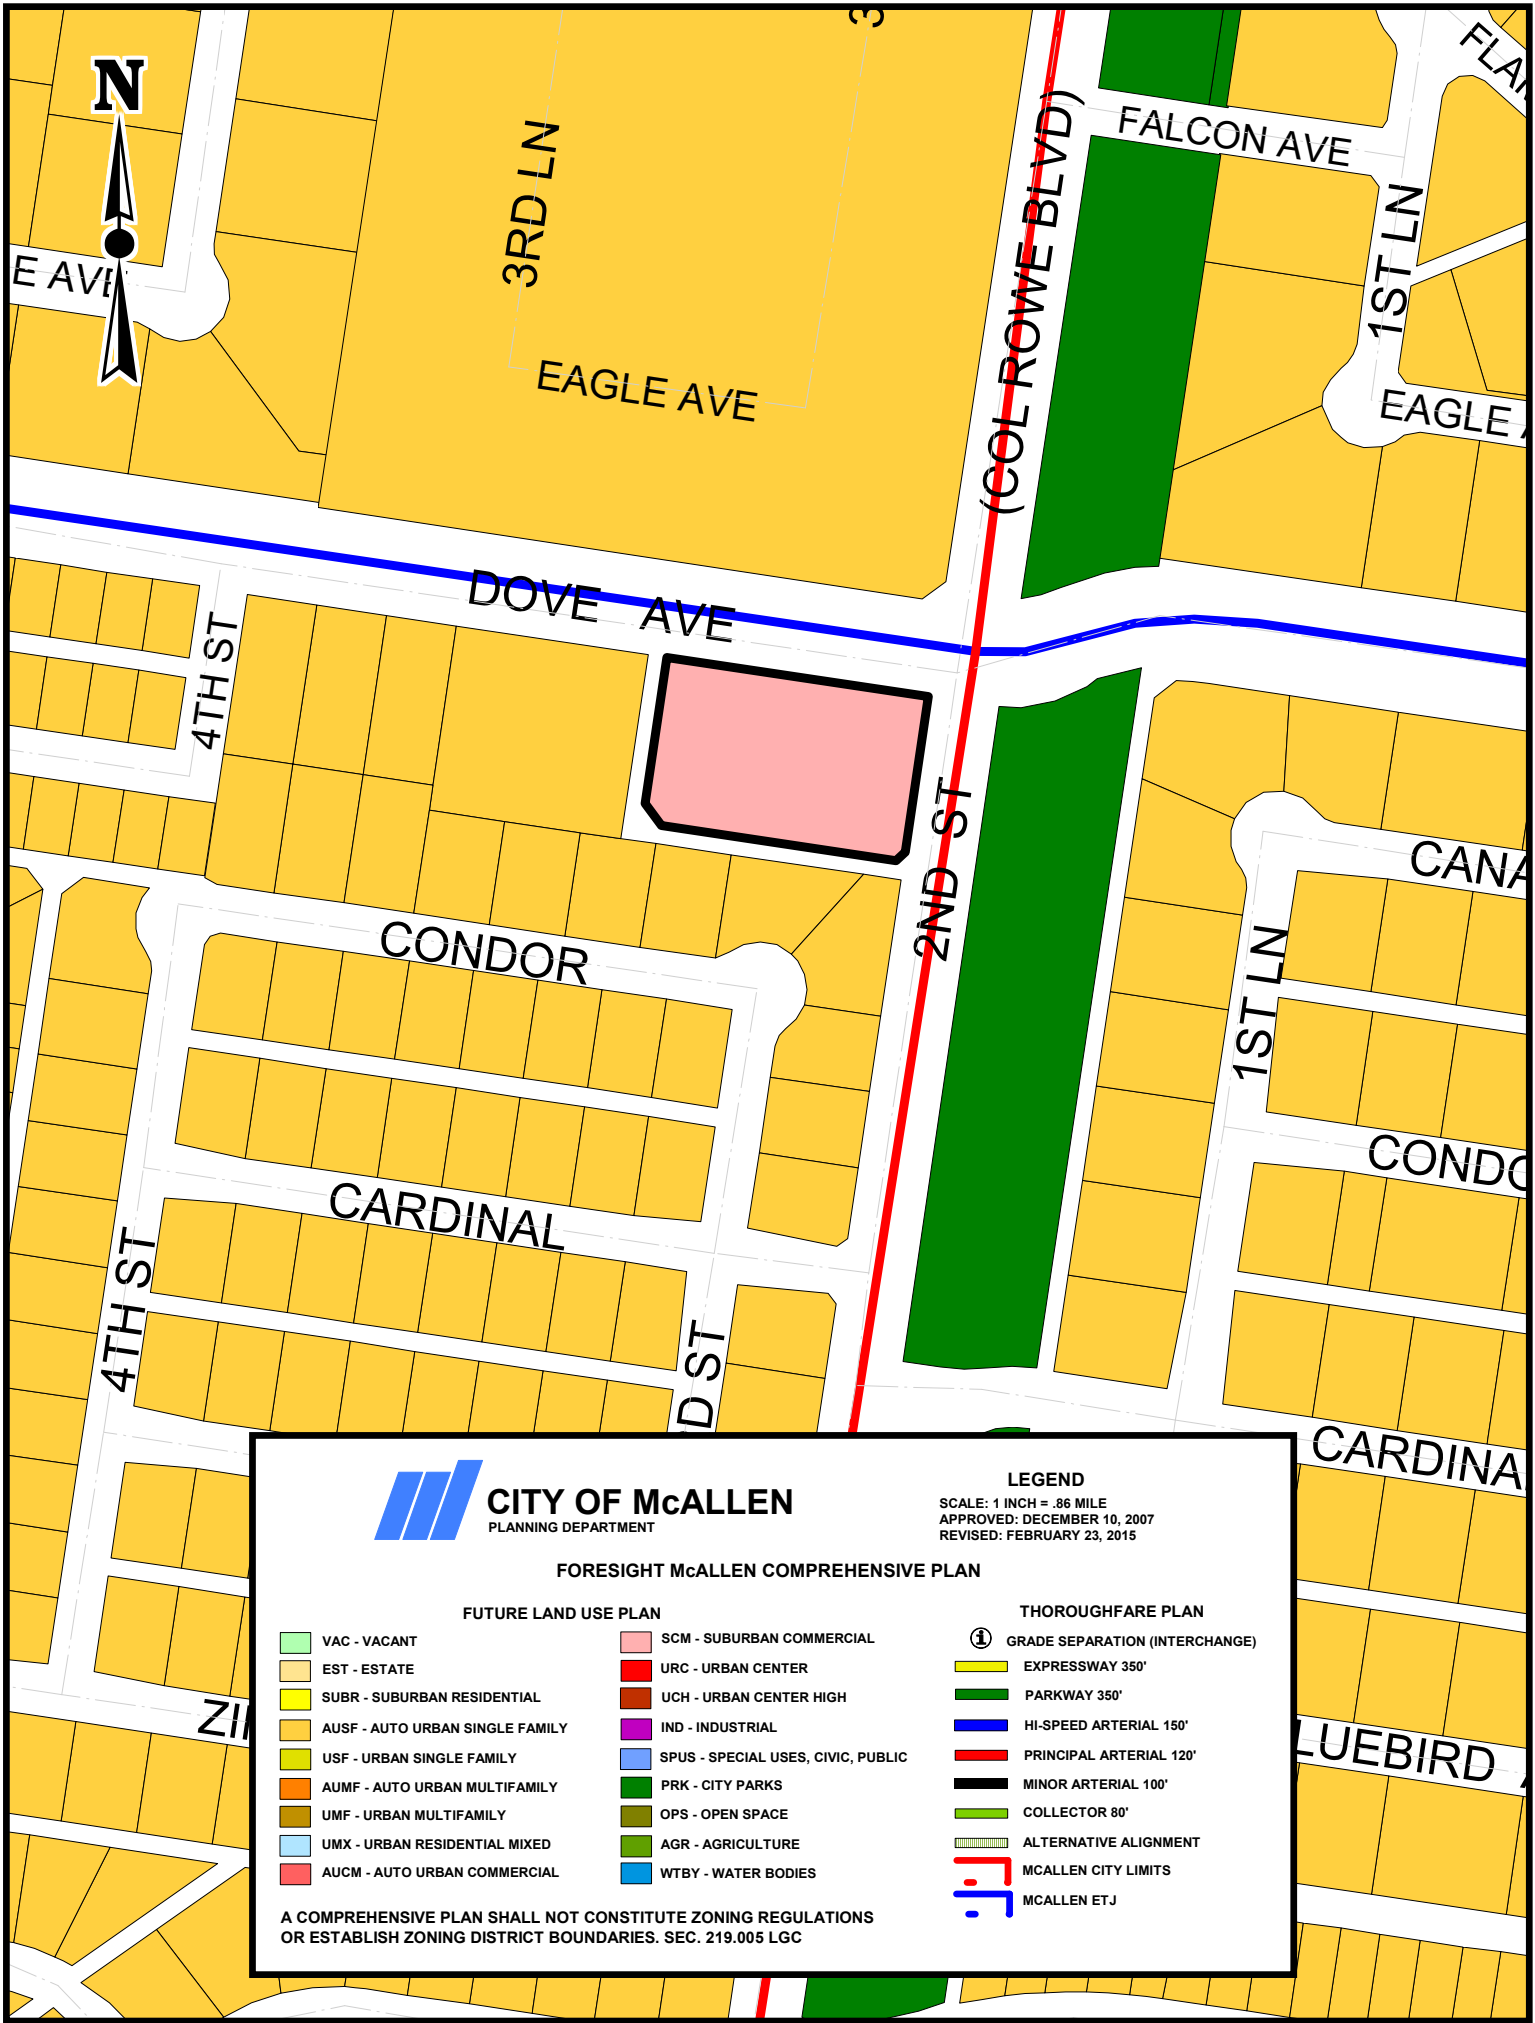 3
FLA
N
FALCON AVE
3RD LN
(COL ROWE BLVD)
1ST LN
E AVE
EAGLE AVE
EAGLE A
DOVE AVE
4TH ST
2ND ST
CANA
CONDOR
1ST LN
CONDO
CARDINAL
4TH ST
D ST
CARDINA
ZI
LUEBIRD A
CITY OF McALLEN
PLANNING DEPARTMENT
LEGEND
SCALE: 1 INCH = .86 MILE
APPROVED: DECEMBER 10, 2007
REVISED: FEBRUARY 23, 2015
FORESIGHT McALLEN COMPREHENSIVE PLAN
FUTURE LAND USE PLAN
VAC - VACANT
EST - ESTATE
SUBR - SUBURBAN RESIDENTIAL
AUSF - AUTO URBAN SINGLE FAMILY
USF - URBAN SINGLE FAMILY
AUMF - AUTO URBAN MULTIFAMILY
UMF - URBAN MULTIFAMILY
UMX - URBAN RESIDENTIAL MIXED
AUCM - AUTO URBAN COMMERCIAL
SCM - SUBURBAN COMMERCIAL
URC - URBAN CENTER
UCH - URBAN CENTER HIGH
IND - INDUSTRIAL
SPUS - SPECIAL USES, CIVIC, PUBLIC
PRK - CITY PARKS
OPS - OPEN SPACE
AGR - AGRICULTURE
WTBY - WATER BODIES
THOROUGHFARE PLAN
GRADE SEPARATION (INTERCHANGE)
EXPRESSWAY 350'
PARKWAY 350'
HI-SPEED ARTERIAL 150'
PRINCIPAL ARTERIAL 120'
MINOR ARTERIAL 100'
COLLECTOR 80'
ALTERNATIVE ALIGNMENT
MCALLEN CITY LIMITS
MCALLEN ETJ
A COMPREHENSIVE PLAN SHALL NOT CONSTITUTE ZONING REGULATIONS
OR ESTABLISH ZONING DISTRICT BOUNDARIES. SEC. 219.005 LGC